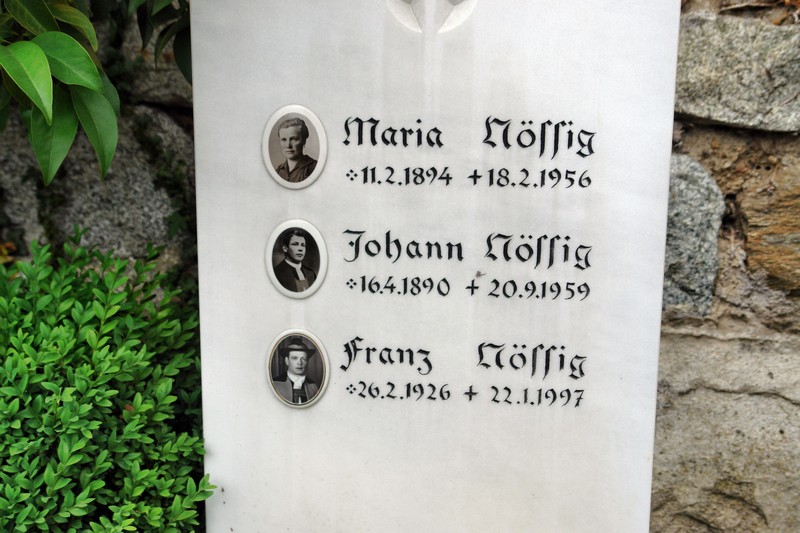 Maria Nöſſig
* 11.2.1894 + 18.2.1956
Johann Nöſſig
* 16.4.1890 + 20.9.1959
Franz Nöſſig
* 26.2.1926 + 22.1.1997